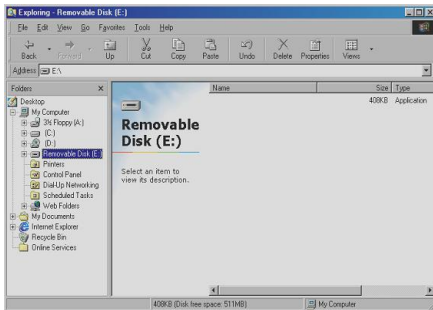 Exploring - Removable Disk (E:)
File Edit View Go Favorites Tools Help
Back Forward Up Cut Copy Paste Undo Delete Properties Views
Address E:\
Folders
Name Size Type
Desktop
My Computer
3½ Floppy (A:)
(C:)
(D:)
Removable Disk (E:
Printers
Control Panel
Dial-Up Networking
Scheduled Tasks
Web Folders
My Documents
Internet Explorer
Recycle Bin
Online Services
Removable
Disk (E:)
Select an item to
view its description.
408KB Application
408KB (Disk free space: 511MB) My Computer